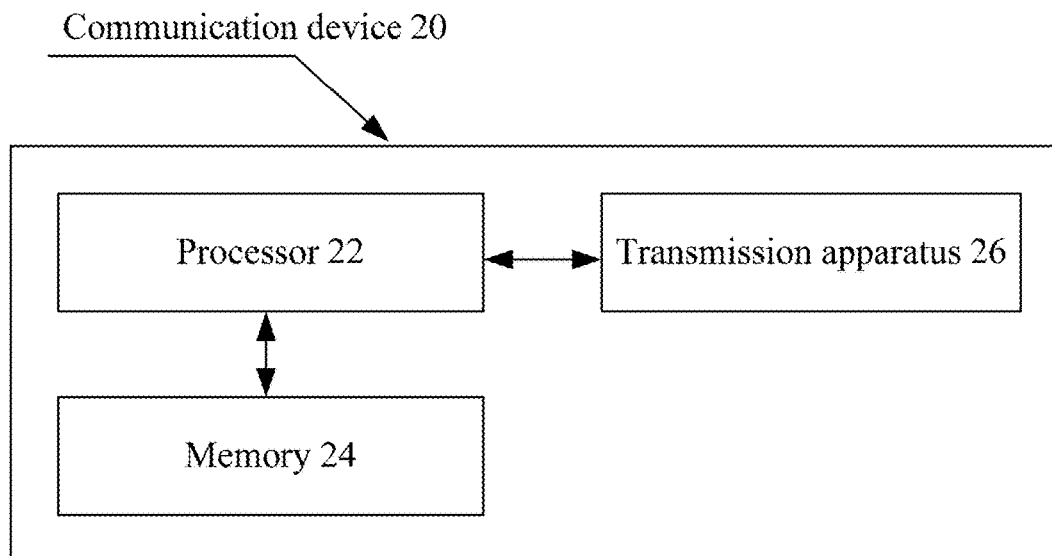 Communication device 20
Processor 22
Transmission apparatus 26
Memory 24